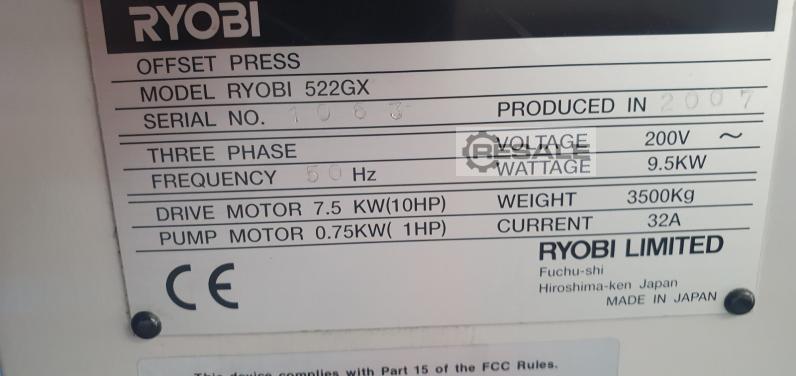 RYOBI
OFFSET PRESS
MODEL RYOBI 522GX
SERIAL NO. 1063 PRODUCED IN 2007
THREE PHASE VOLTAGE 200V ~
FREQUENCY 50 Hz WATTAGE 9.5KW
RESALE
DRIVE MOTOR 7.5 KW(10HP) WEIGHT 3500Kg
PUMP MOTOR 0.75KW( 1HP) CURRENT 32A
RYOBI LIMITED
Fuchu-shi
Hiroshima-ken Japan
MADE IN JAPAN
CE
This device complies with Part 15 of the FCC Rules.